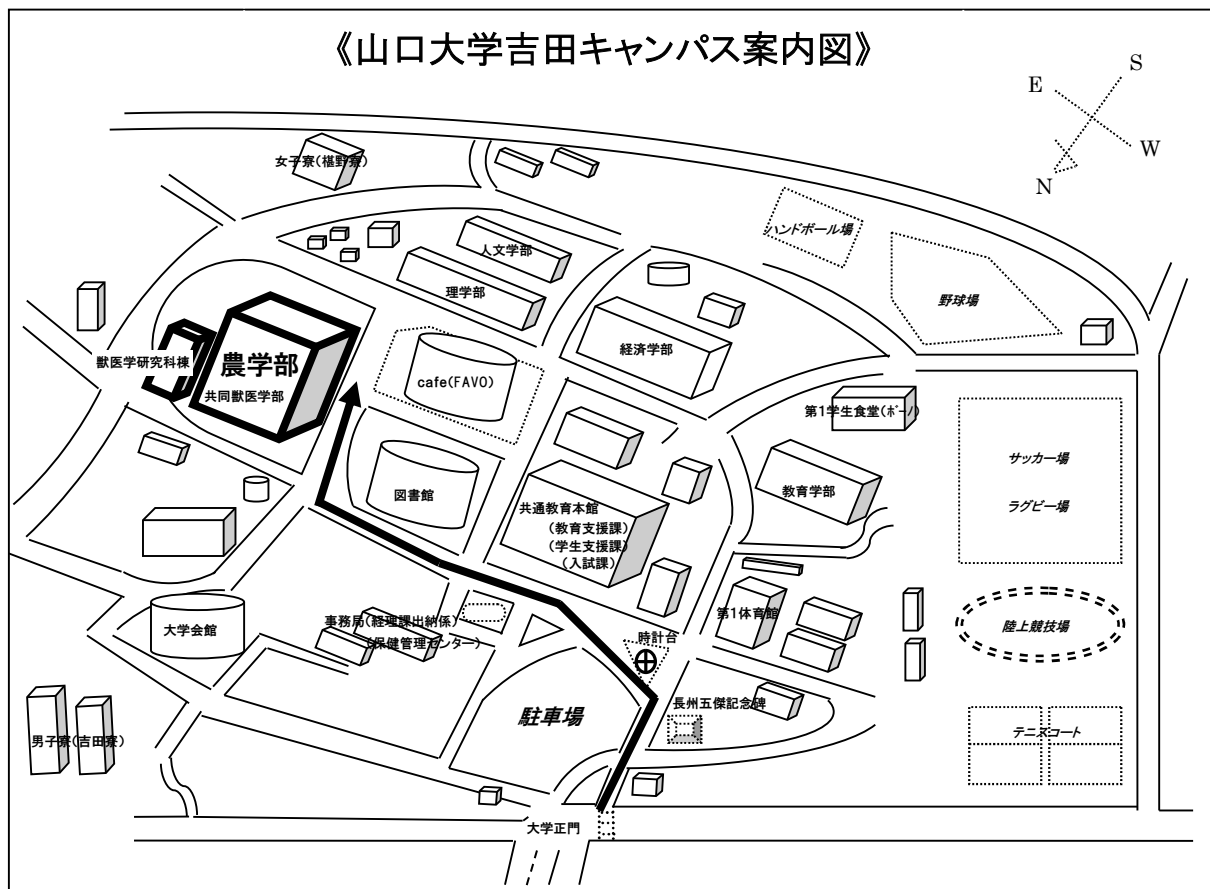 《山口大学吉田キャンパス案内図》
S
E
W
N
女子寮(椹野寮)
ハンドボール場
人文学部
理学部
野球場
経済学部
獣医学研究科棟
農学部
共同獣医学部
cafe(FAVO)
第1学生食堂(ボーノ)
サッカー場
ラグビー場
図書館
共通教育本館
(教育支援課)
(学生支援課)
(入試課)
教育学部
大学会館
事務局(経理課出納係)
(保健管理センター)
第1体育館
時計台
陸上競技場
長州五傑記念碑
駐車場
テニスコート
男子寮(吉田寮)
大学正門